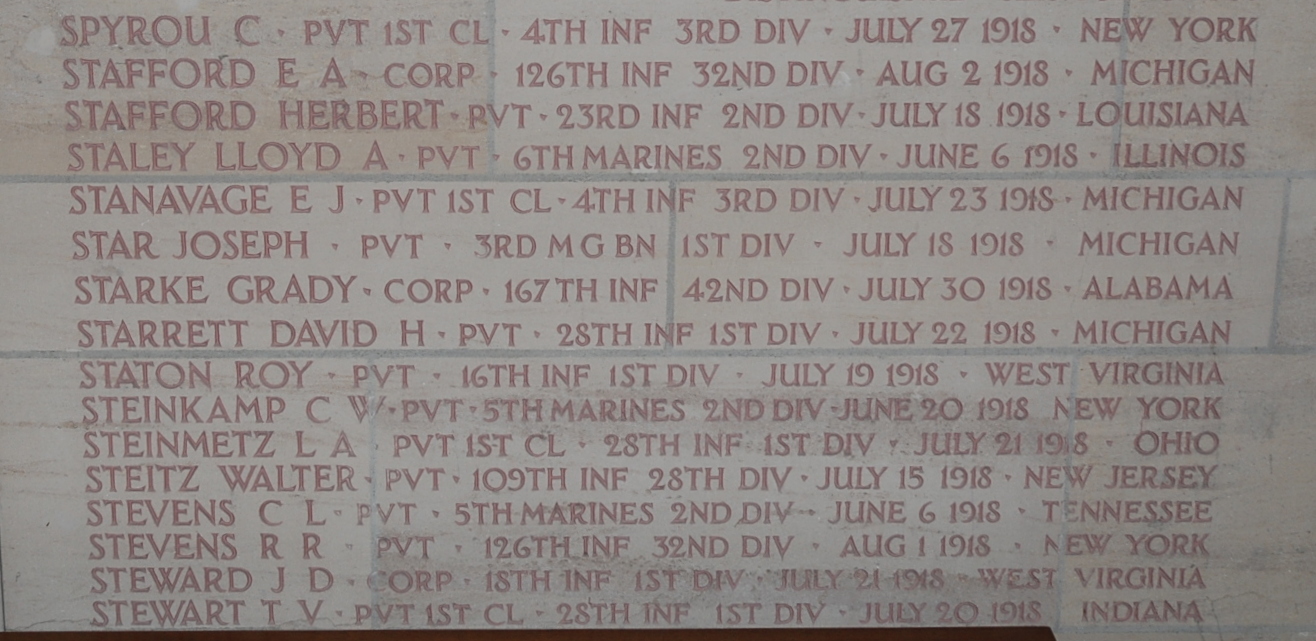 SPYROU C · PVT 1ST CL · 4TH INF 3RD DIV · JULY 27 1918 · NEW YORK
STAFFORD E A · CORP · 126TH INF 32ND DIV · AUG 2 1918 · MICHIGAN
STAFFORD HERBERT · PVT · 23RD INF 2ND DIV · JULY 18 1918 · LOUISIANA
STALEY LLOYD A · PVT · 6TH MARINES 2ND DIV · JUNE 6 1918 · ILLINOIS
STANAVAGE E J · PVT 1ST CL · 4TH INF 3RD DIV · JULY 23 1918 · MICHIGAN
STAR JOSEPH · PVT · 3RD M G BN 1ST DIV · JULY 18 1918 · MICHIGAN
STARKE GRADY · CORP · 167TH INF 42ND DIV · JULY 30 1918 · ALABAMA
STARRETT DAVID H · PVT · 28TH INF 1ST DIV · JULY 22 1918 · MICHIGAN
STATON ROY · PVT · 16TH INF 1ST DIV · JULY 19 1918 · WEST VIRGINIA
STEINKAMP C W · PVT · 5TH MARINES 2ND DIV · JUNE 20 1918 NEW YORK
STEINMETZ L A PVT 1ST CL · 28TH INF 1ST DIV · JULY 21 1918 · OHIO
STEITZ WALTER · PVT · 109TH INF 28TH DIV · JULY 15 1918 · NEW JERSEY
STEVENS C L · PVT · 5TH MARINES 2ND DIV · JUNE 6 1918 · TENNESSEE
STEVENS R R · PVT · 126TH INF 32ND DIV · AUG 1 1918 · NEW YORK
STEWARD J D · CORP · 18TH INF 1ST DIV · JULY 21 1918 · WEST VIRGINIA
STEWART T V · PVT 1ST CL · 28TH INF 1ST DIV · JULY 20 1918 INDIANA